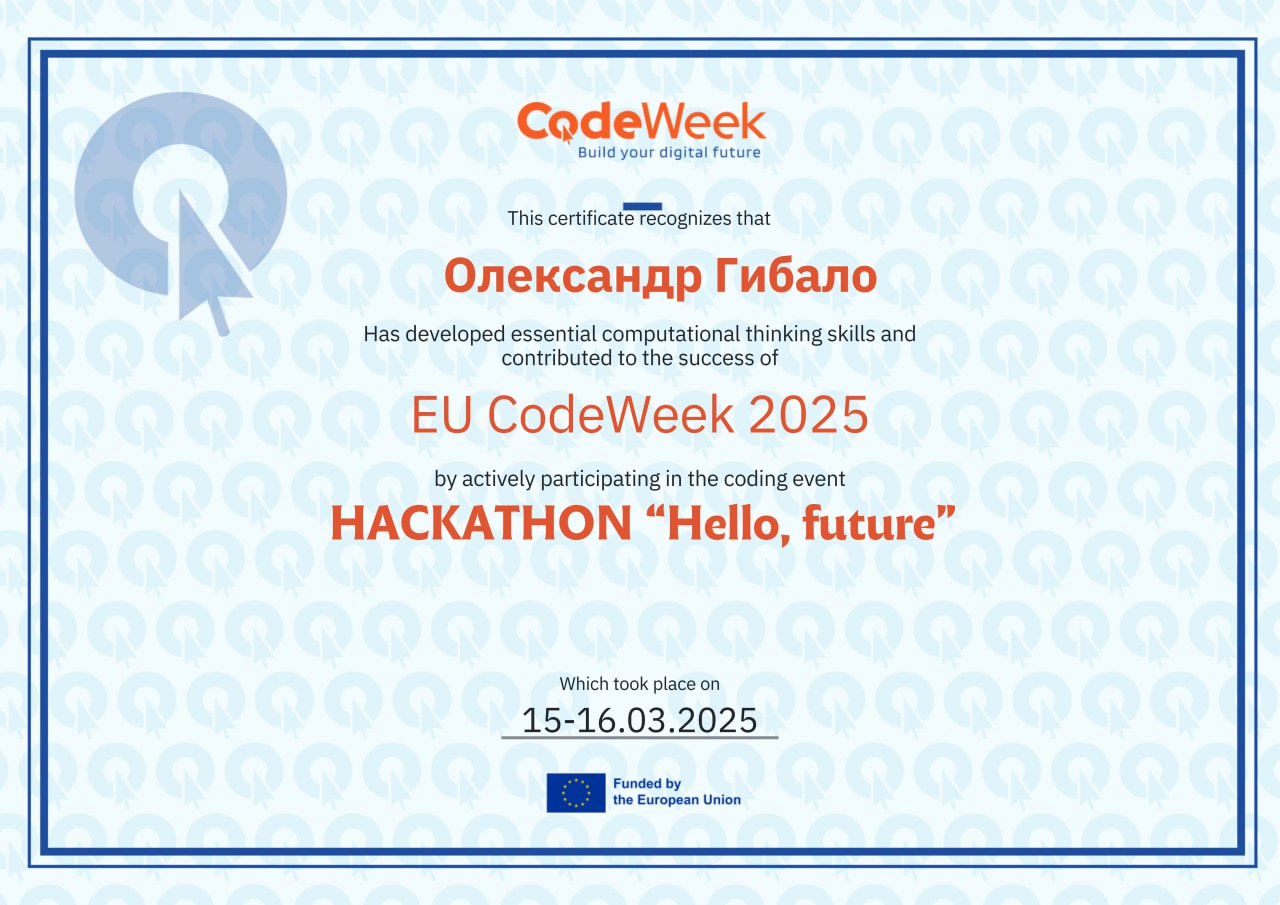 CodeWeek
Build your digital future
This certificate recognizes that
Олександр Гибало
Has developed essential computational thinking skills and
contributed to the success of
EU CodeWeek 2025
by actively participating in the coding event
HACKATHON “Hello, future”
Which took place on
15-16.03.2025
Funded by
the European Union